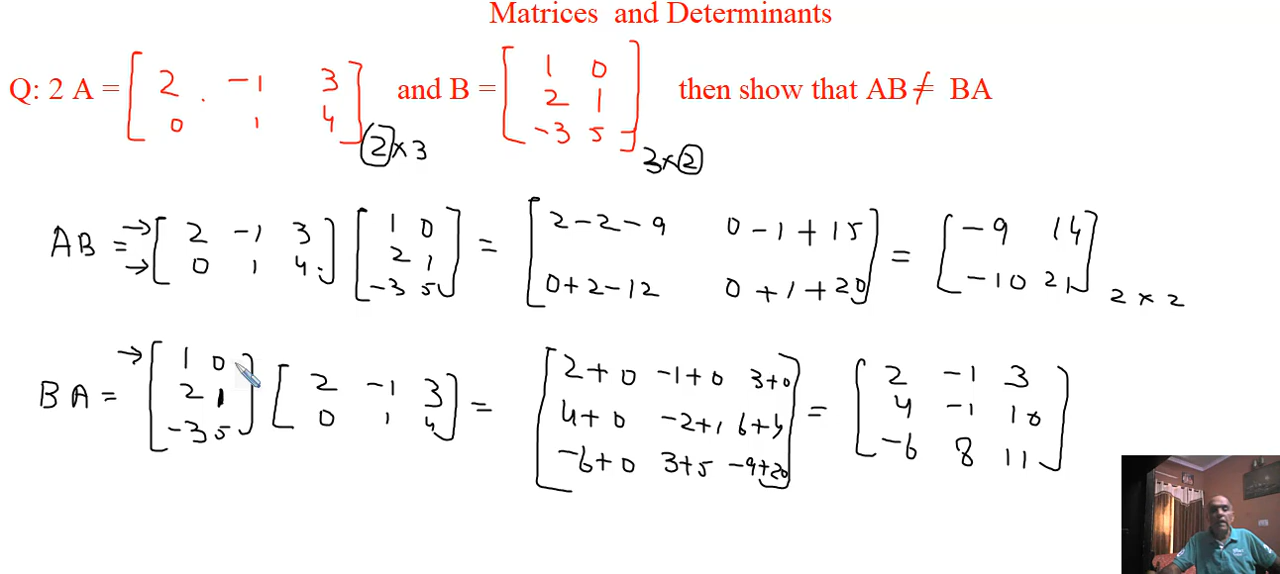 Matrices and Determinants
Q: 2 A = [ 2 . -1 3 ] and B = [ 1 0 ] then show that AB ≠ BA
0 1 4 2 1
-3 5
2×3 3×2
AB = → [ 2 -1 3 ] [ 1 0 ] = [ 2-2-9 0-1+15 ] = [ -9 14 ]
→ 0 1 4 . 2 1
-3 5 0+2-12 0+1+20 -10 21 2×2
BA = → [ 1 0 ] [ 2 -1 3 ] = [ 2+0 -1+0 3+0 ] = [ 2 -1 3 ]
2 1 0 1 4 4+0 -2+1 6+4 4 -1 10
-3 5 -6+0 3+5 -9+20 -6 8 11